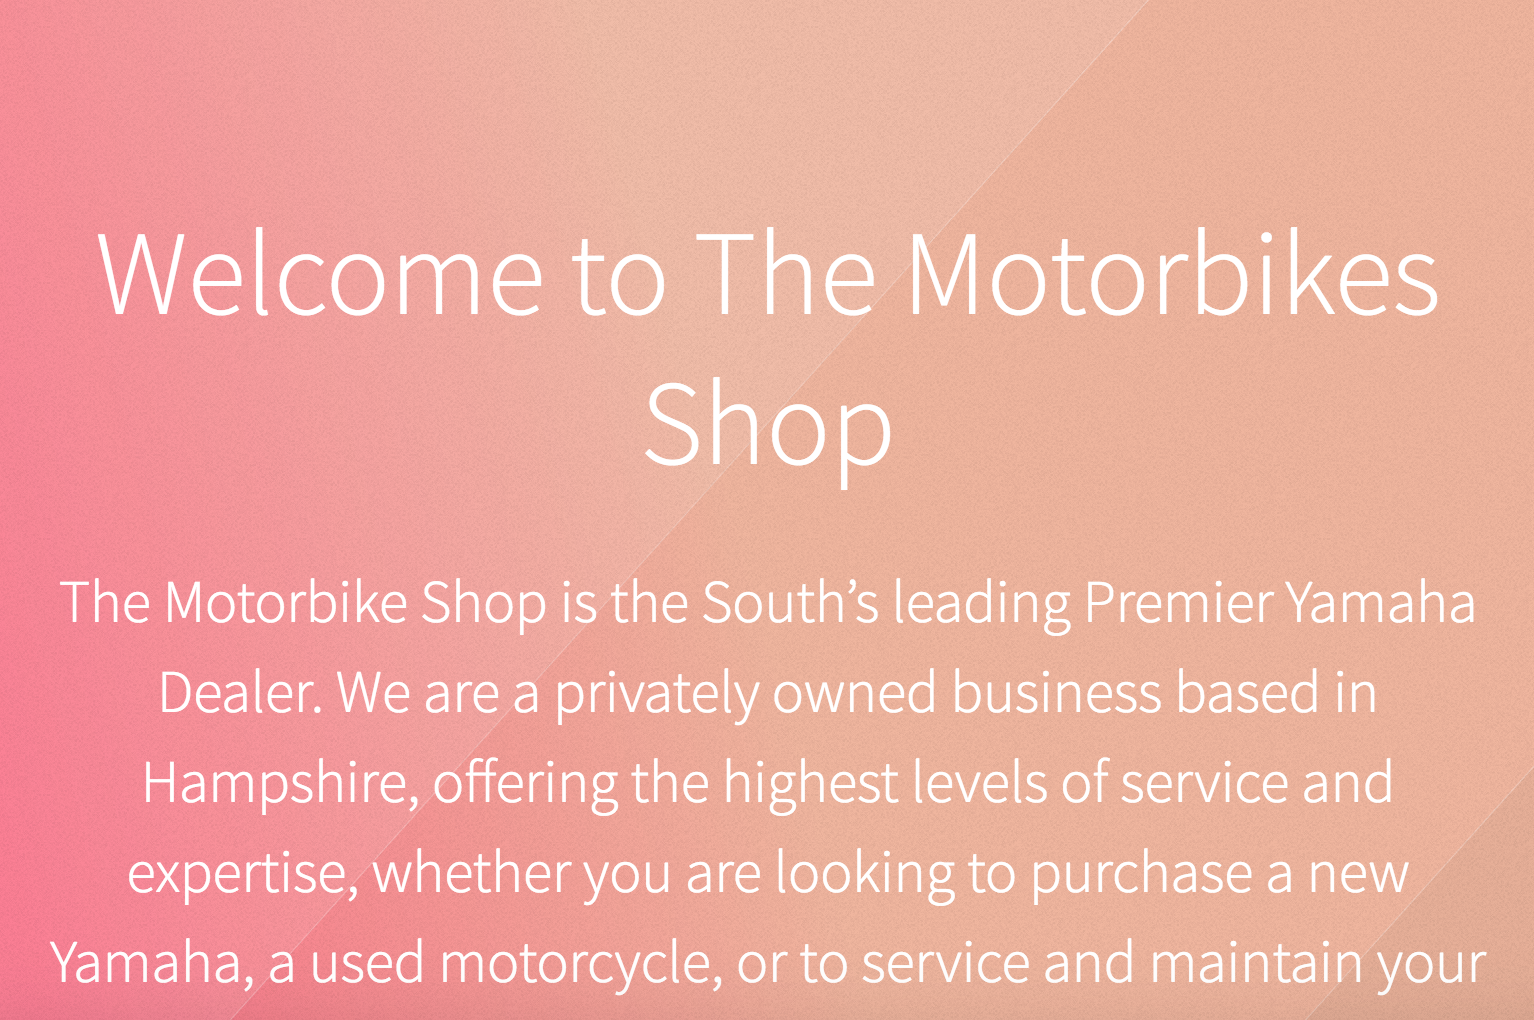 Welcome to The Motorbikes
Shop
The Motorbike Shop is the South’s leading Premier Yamaha
Dealer. We are a privately owned business based in
Hampshire, offering the highest levels of service and
expertise, whether you are looking to purchase a new
Yamaha, a used motorcycle, or to service and maintain your